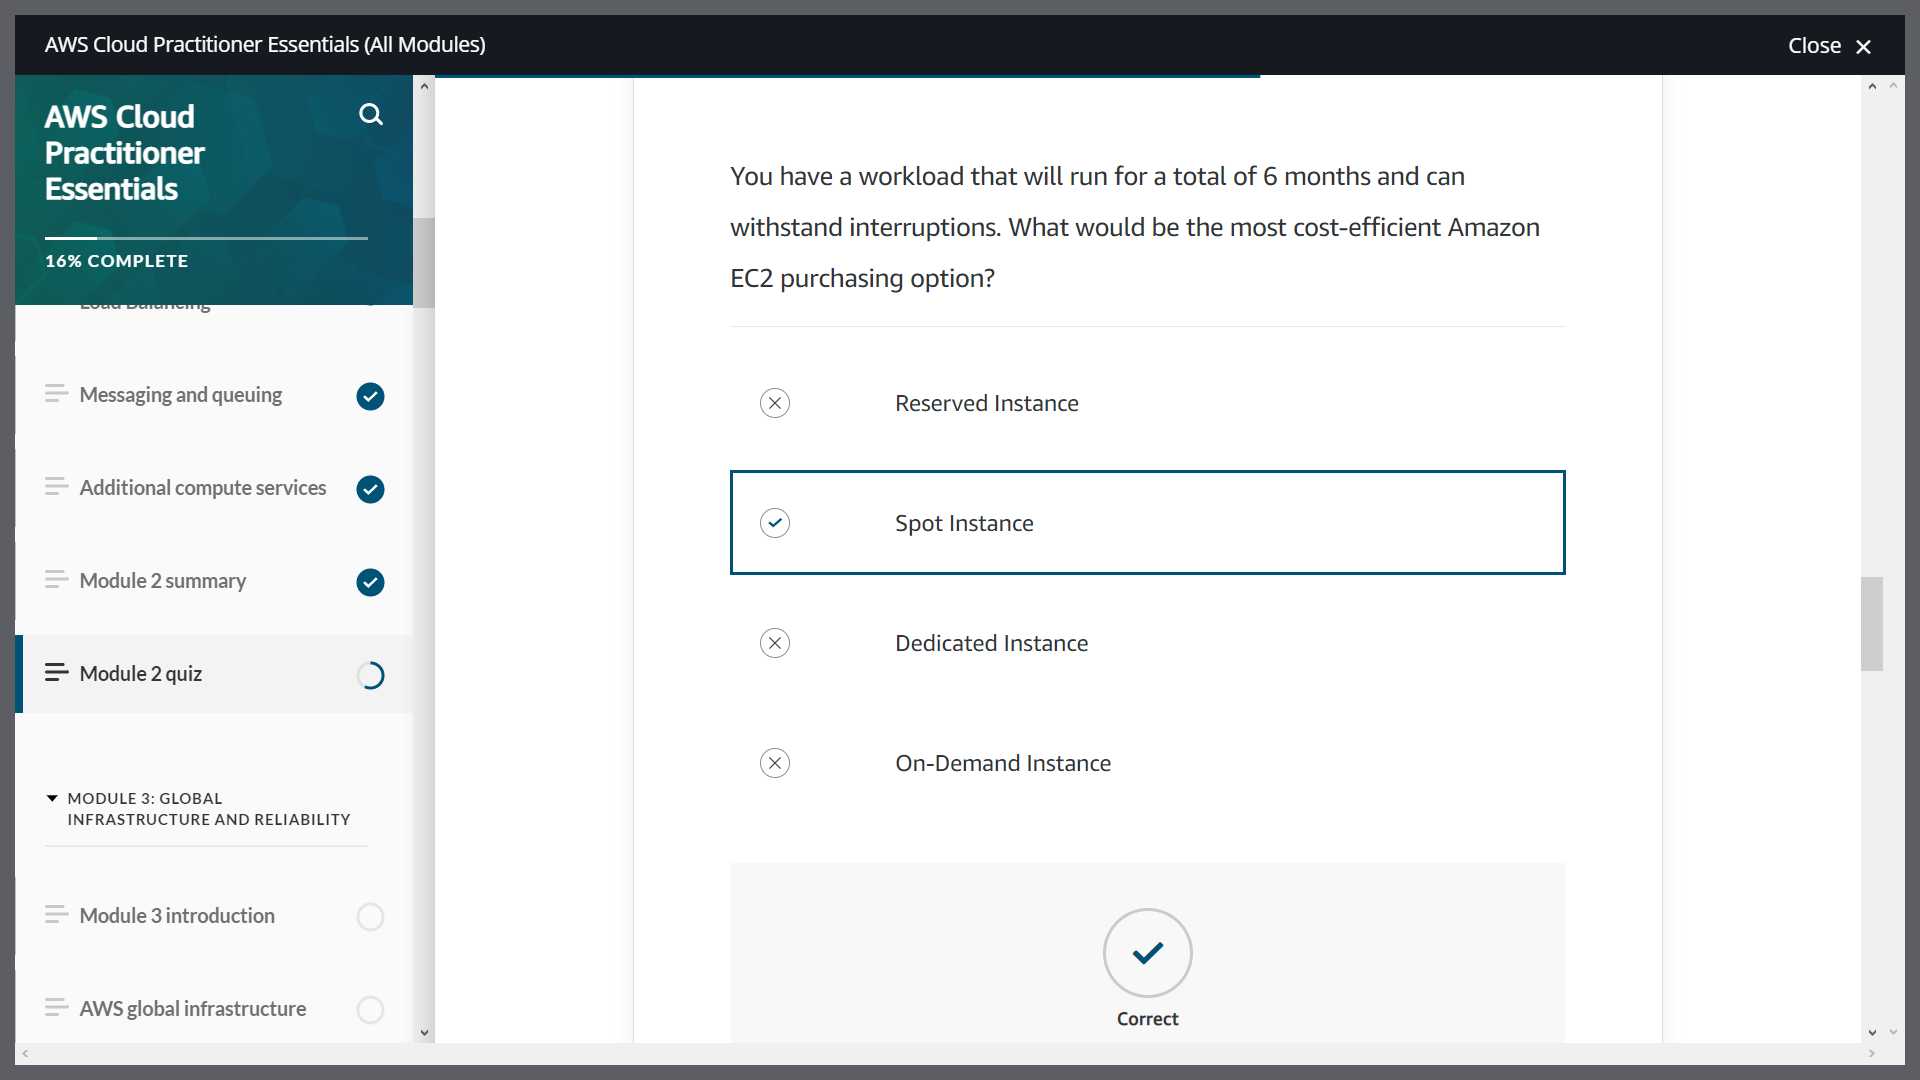 AWS Cloud Practitioner Essentials (All Modules)
Close
AWS Cloud
Practitioner
Essentials
16% COMPLETE
Load Balancing
Messaging and queuing
Additional compute services
Module 2 summary
Module 2 quiz
MODULE 3: GLOBAL
INFRASTRUCTURE AND RELIABILITY
Module 3 introduction
AWS global infrastructure
You have a workload that will run for a total of 6 months and can
withstand interruptions. What would be the most cost-efficient Amazon
EC2 purchasing option?
Reserved Instance
Spot Instance
Dedicated Instance
On-Demand Instance
Correct